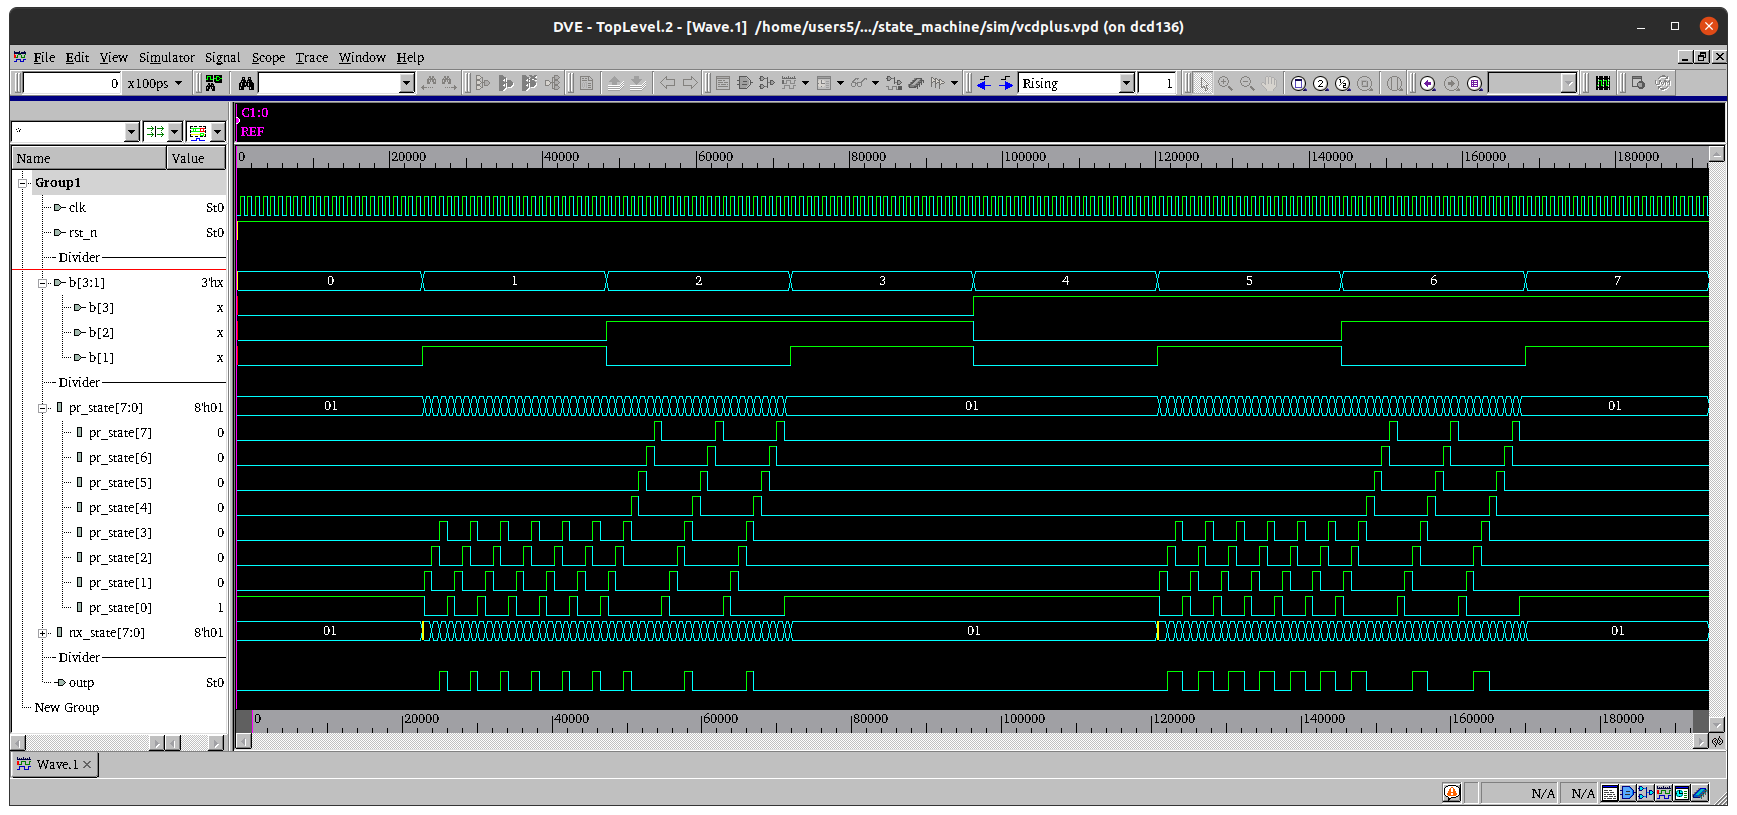 DVE - TopLevel.2 - [Wave.1]  /home/users5/.../state_machine/sim/vcdplus.vpd (on dcd136)
File Edit View Simulator Signal Scope Trace Window Help
0 x100ps Rising 1
C1:0
* REF
Name Value 0 20000 40000 60000 80000 100000 120000 140000 160000 180000
Group1
clk St0
rst_n St0
Divider
b[3:1] 3'hx 0 1 2 3 4 5 6 7
b[3] x
b[2] x
b[1] x
Divider
pr_state[7:0] 8'h01 01 01 01
pr_state[7] 0
pr_state[6] 0
pr_state[5] 0
pr_state[4] 0
pr_state[3] 0
pr_state[2] 0
pr_state[1] 0
pr_state[0] 1
nx_state[7:0] 8'h01 01 01 01
Divider
outp St0
New Group
0 20000 40000 60000 80000 100000 120000 140000 160000 180000
Wave.1
N/A N/A